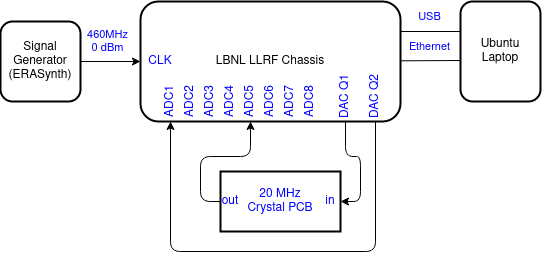 Signal
Generator
(ERASynth)
460MHz
0 dBm
CLK
LBNL LLRF Chassis
ADC1
ADC2
ADC3
ADC4
ADC5
ADC6
ADC7
ADC8
DAC Q1
DAC Q2
USB
Ethernet
Ubuntu
Laptop
out
20 MHz
Crystal PCB
in